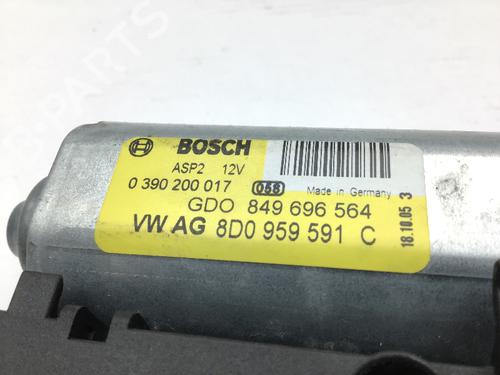 BOSCH
ASP2 12V
0 390 200 017 068 Made in Germany
GDO 849 696 564
VW AG 8D0 959 591 C
18.10.05 3